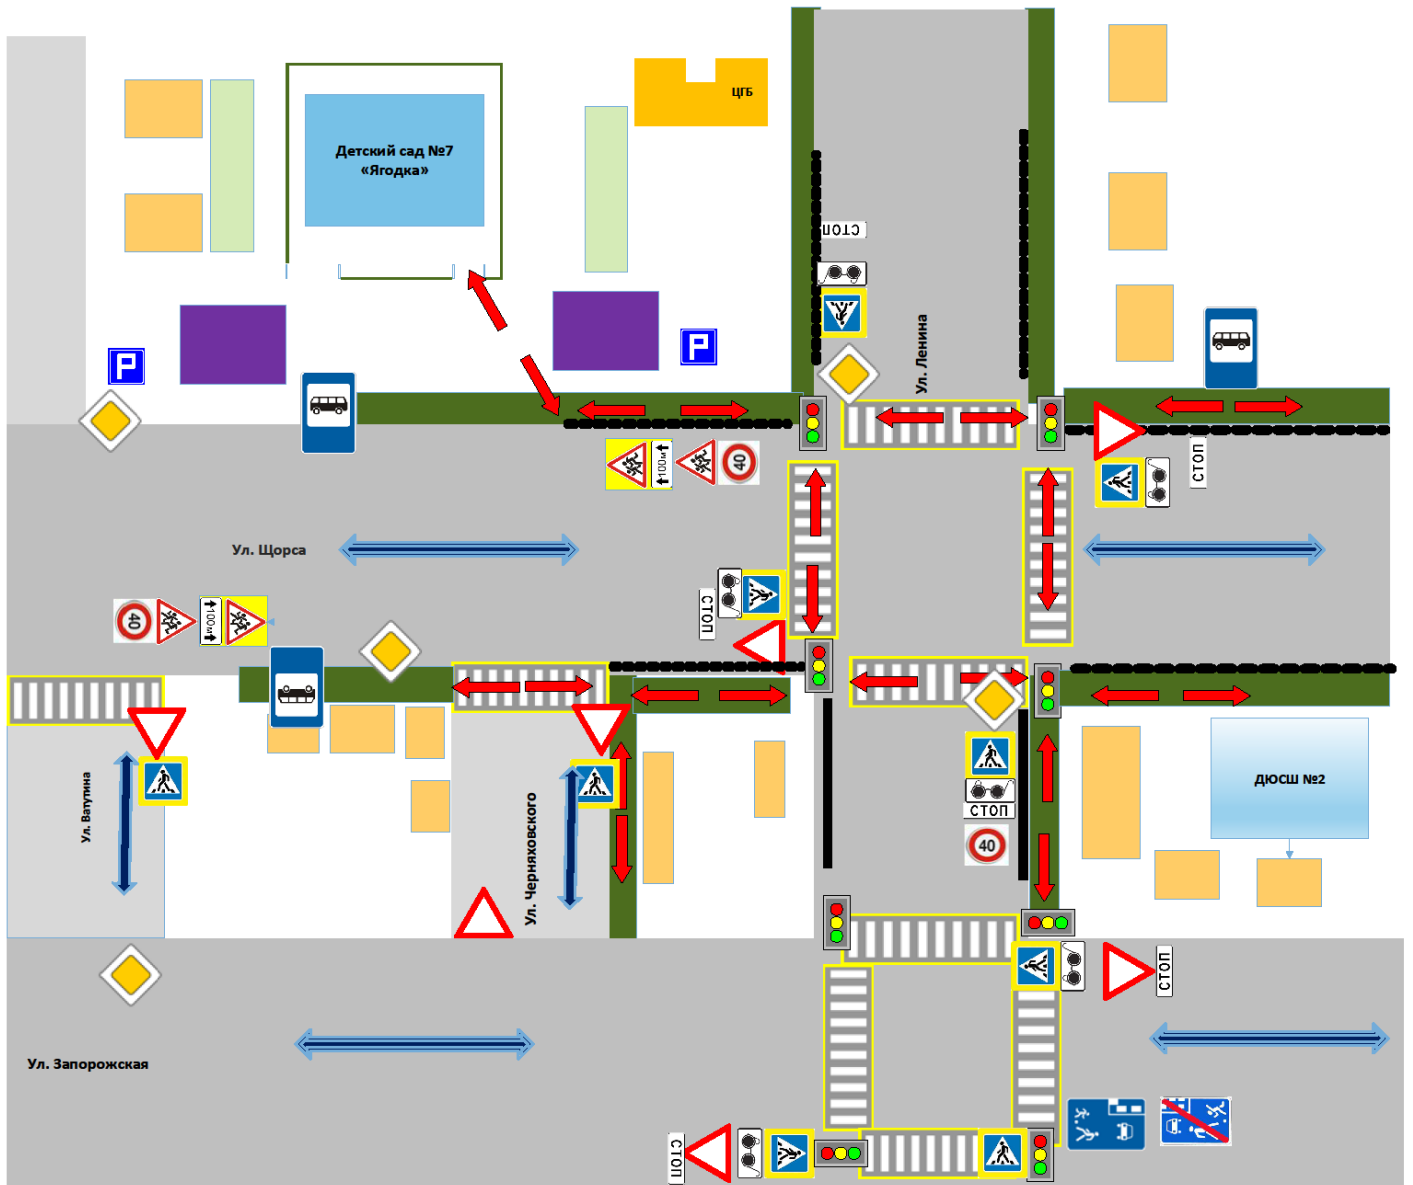 ЦГБ
Детский сад №7
«Ягодка»
СТОП
Ул. Ленина
P
P
100м
40
СТОП
Ул. Щорса
СТОП
40
100м
Ул. Ватутина
Ул. Черняховского
СТОП
40
ДЮСШ №2
СТОП
Ул. Запорожская
СТОП